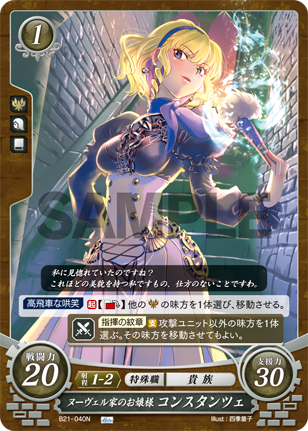 1
SAMPLE
私に見惚れていたのですね?
これほどの美貌を持つ私ですもの、仕方のないことですわ。
高飛車な哄笑 起【】他の の味方を1体選び、移動させる。
指揮の紋章 支 攻撃ユニット以外の味方を1体選ぶ。その味方を移動させてもよい。
戦闘力 20
射程 1-2 特殊職 貴族
支援力 30
ヌーヴェル家のお嬢様 コンスタンツェ
B21-040N Illust:四季童子